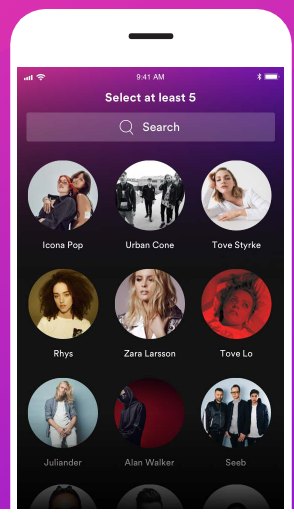 9:41 AM
Select at least 5
Search
Icona Pop
Urban Cone
Tove Styrke
Rhys
Zara Larsson
Tove Lo
Juliander
Alan Walker
Seeb